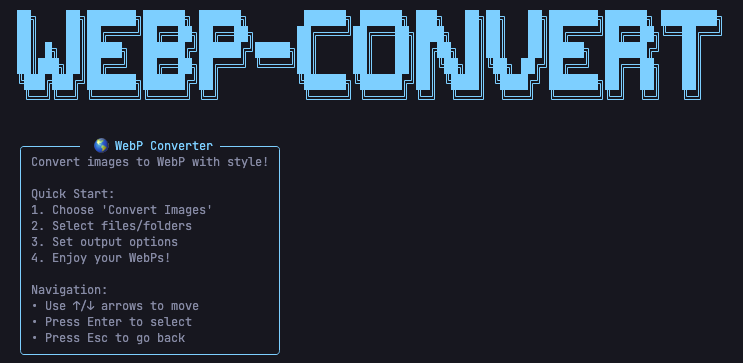 WEBP-CONVERT
🌎 WebP Converter
Convert images to WebP with style!
Quick Start:
1. Choose 'Convert Images'
2. Select files/folders
3. Set output options
4. Enjoy your WebPs!
Navigation:
• Use ↑/↓ arrows to move
• Press Enter to select
• Press Esc to go back